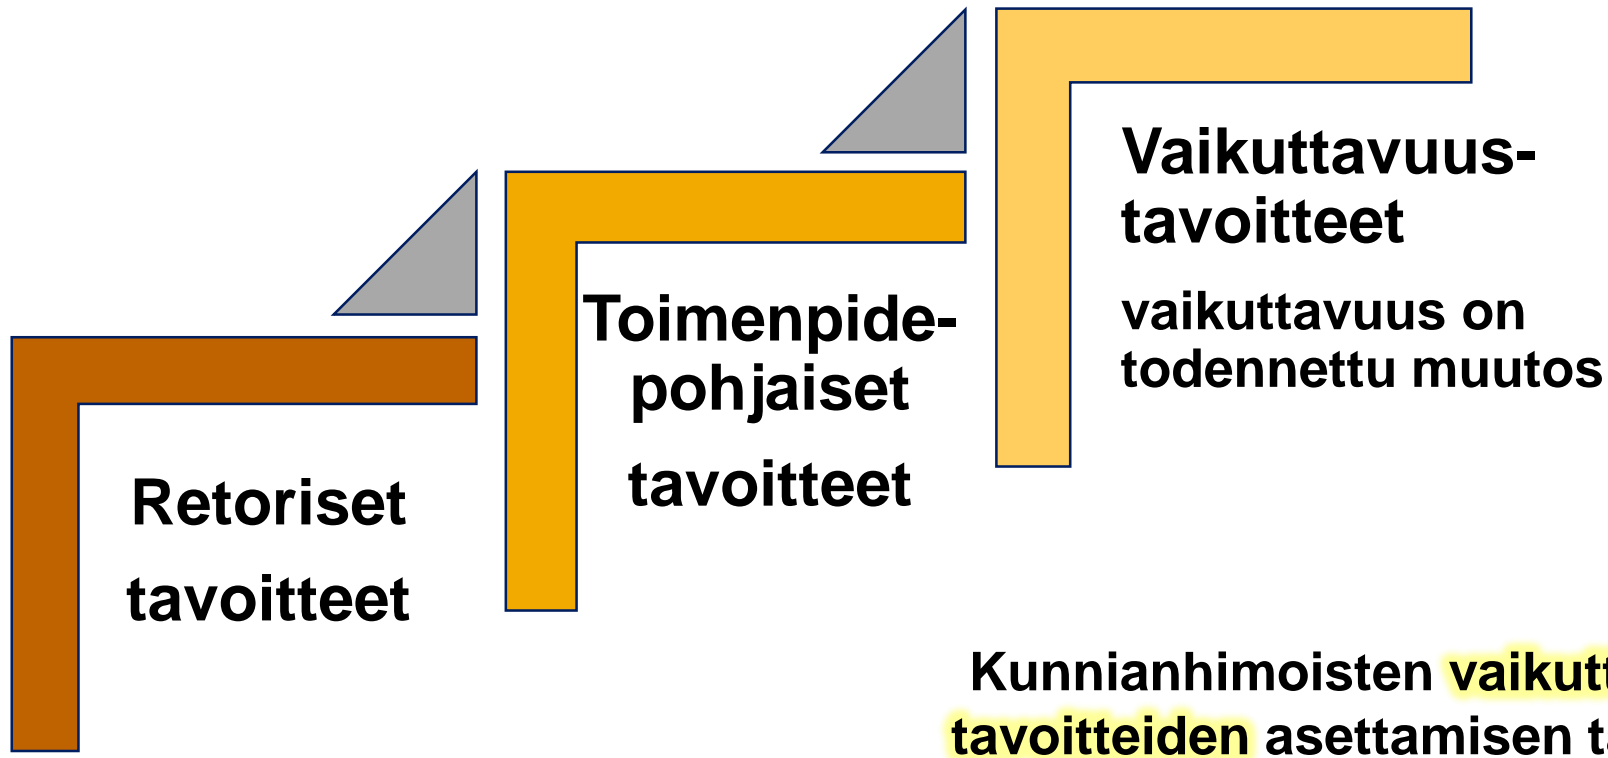 Vaikuttavuus-
tavoitteet
vaikuttavuus on
todennettu muutos
Toimenpide-
pohjaiset
tavoitteet
Retoriset
tavoitteet
Kunnianhimoisten
tavoitteiden asettamisen